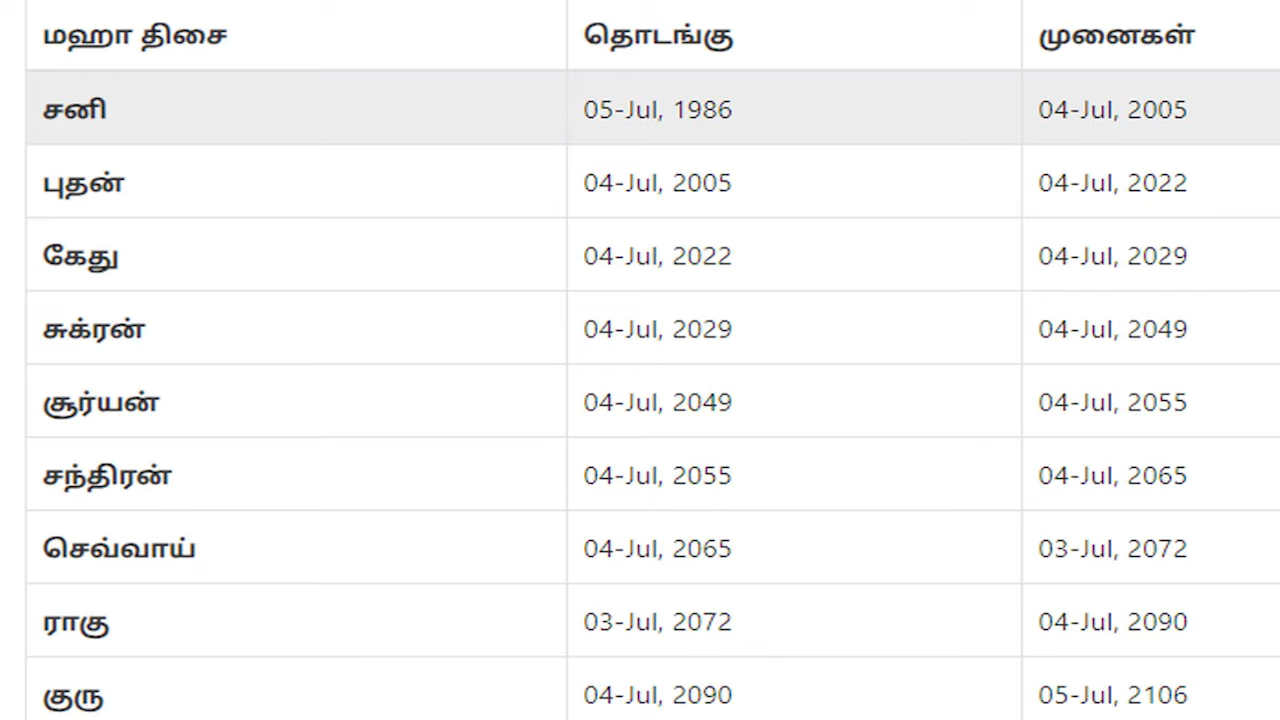 மஹா திசை தொடங்கு முனைகள்
சனி 05-Jul, 1986 04-Jul, 2005
புதன் 04-Jul, 2005 04-Jul, 2022
கேது 04-Jul, 2022 04-Jul, 2029
சுக்ரன் 04-Jul, 2029 04-Jul, 2049
சூர்யன் 04-Jul, 2049 04-Jul, 2055
சந்திரன் 04-Jul, 2055 04-Jul, 2065
செவ்வாய் 04-Jul, 2065 03-Jul, 2072
ராகு 03-Jul, 2072 04-Jul, 2090
குரு 04-Jul, 2090 05-Jul, 2106